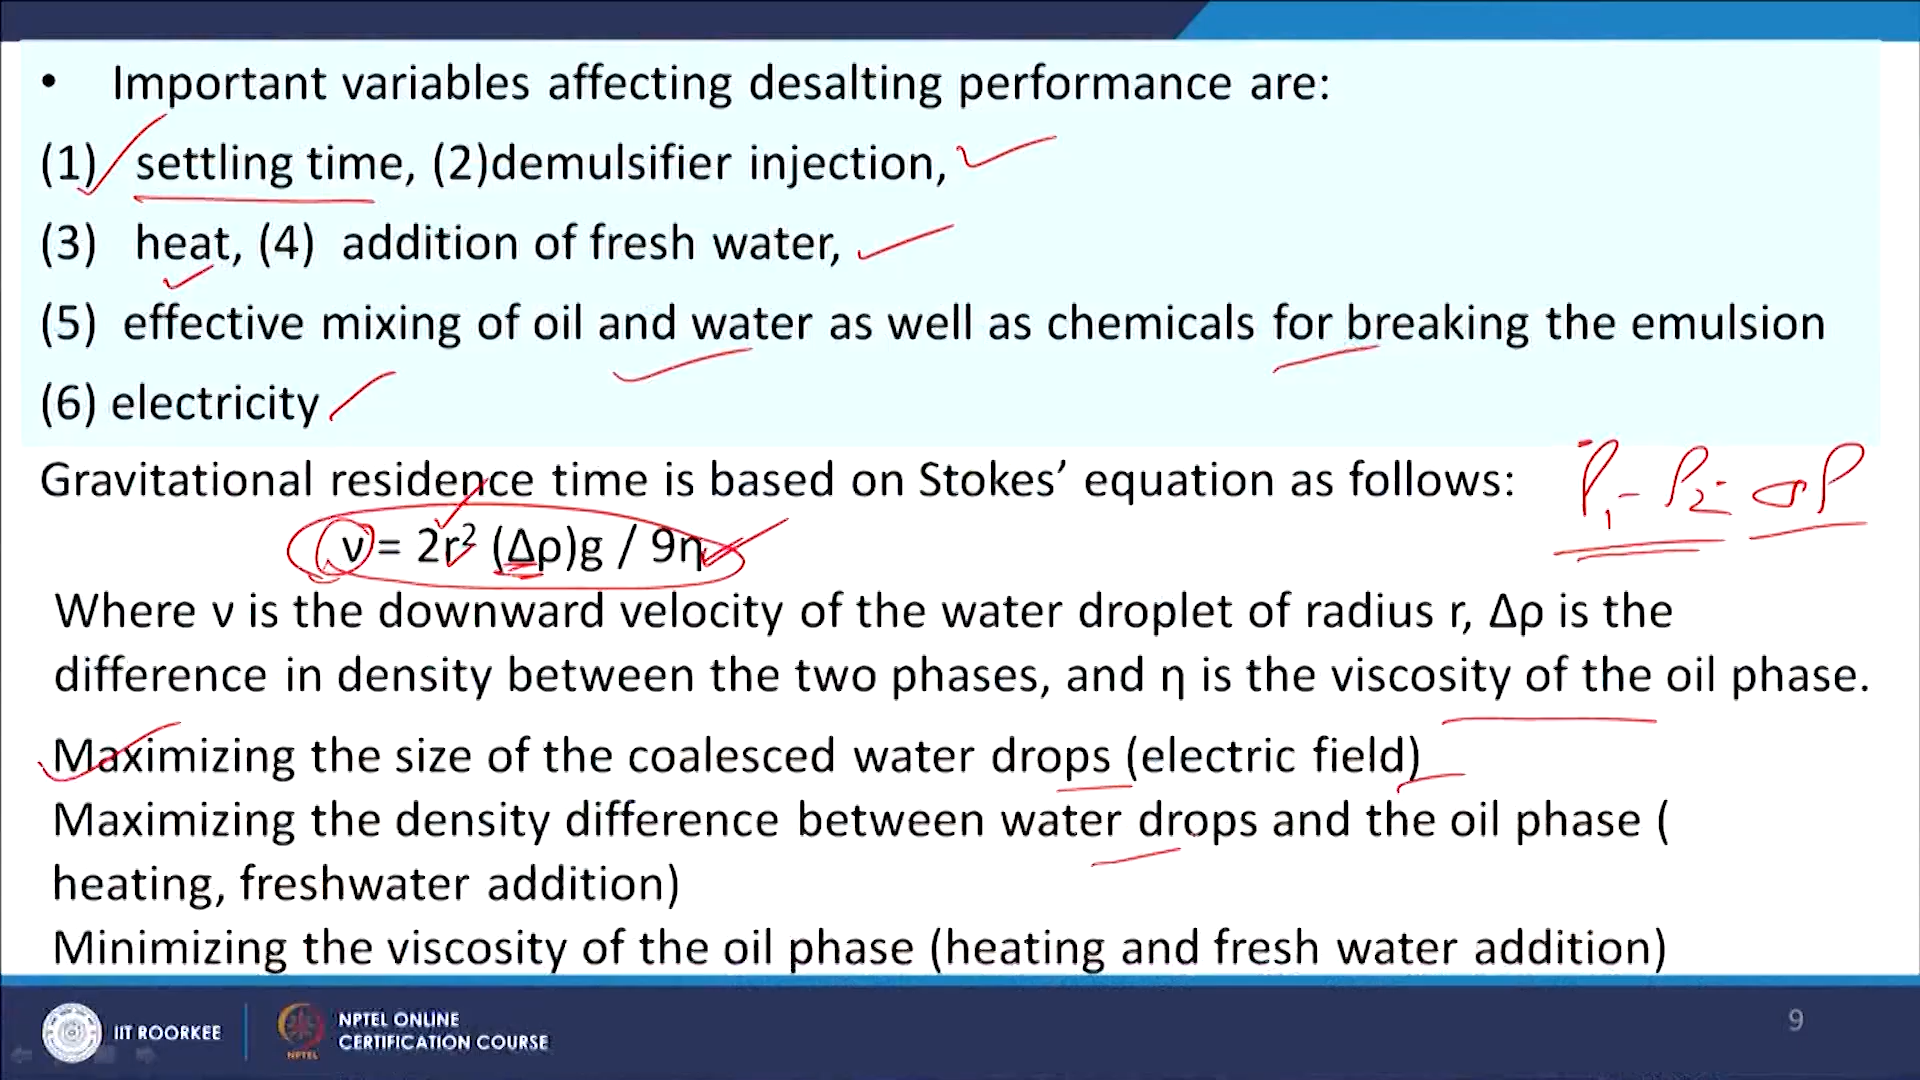 • Important variables affecting desalting performance are:
(1) settling time, (2)demulsifier injection,
(3) heat, (4) addition of fresh water,
(5) effective mixing of oil and water as well as chemicals for breaking the emulsion
(6) electricity
Gravitational residence time is based on Stokes’ equation as follows:
ρ₁ - ρ₂ = Δρ
ν = 2r² (Δρ)g / 9η
Where ν is the downward velocity of the water droplet of radius r, Δρ is the
difference in density between the two phases, and η is the viscosity of the oil phase.
Maximizing the size of the coalesced water drops (electric field)
Maximizing the density difference between water drops and the oil phase (
heating, freshwater addition)
Minimizing the viscosity of the oil phase (heating and fresh water addition)
IIT ROORKEE
NPTEL
NPTEL ONLINE
CERTIFICATION COURSE
9